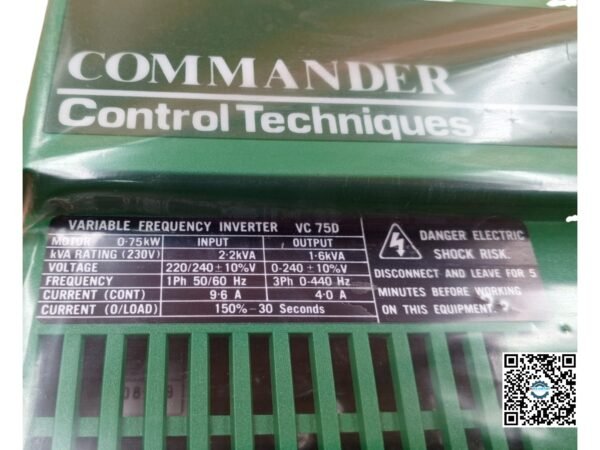 COMMANDER
Control Techniques
VARIABLE FREQUENCY INVERTER VC 75D
MOTOR 0·75kW INPUT OUTPUT
kVA RATING (230V) 2·2kVA 1·6kVA
VOLTAGE 220/240 ±10%V 0-240 ±10%V
FREQUENCY 1Ph 50/60 Hz 3Ph 0-440 Hz
CURRENT (CONT) 9·6 A 4·0 A
CURRENT (O/LOAD) 150%-30 Seconds
DANGER ELECTRIC
SHOCK RISK.
DISCONNECT AND LEAVE FOR 5
MINUTES BEFORE WORKING
ON THIS EQUIPMENT.